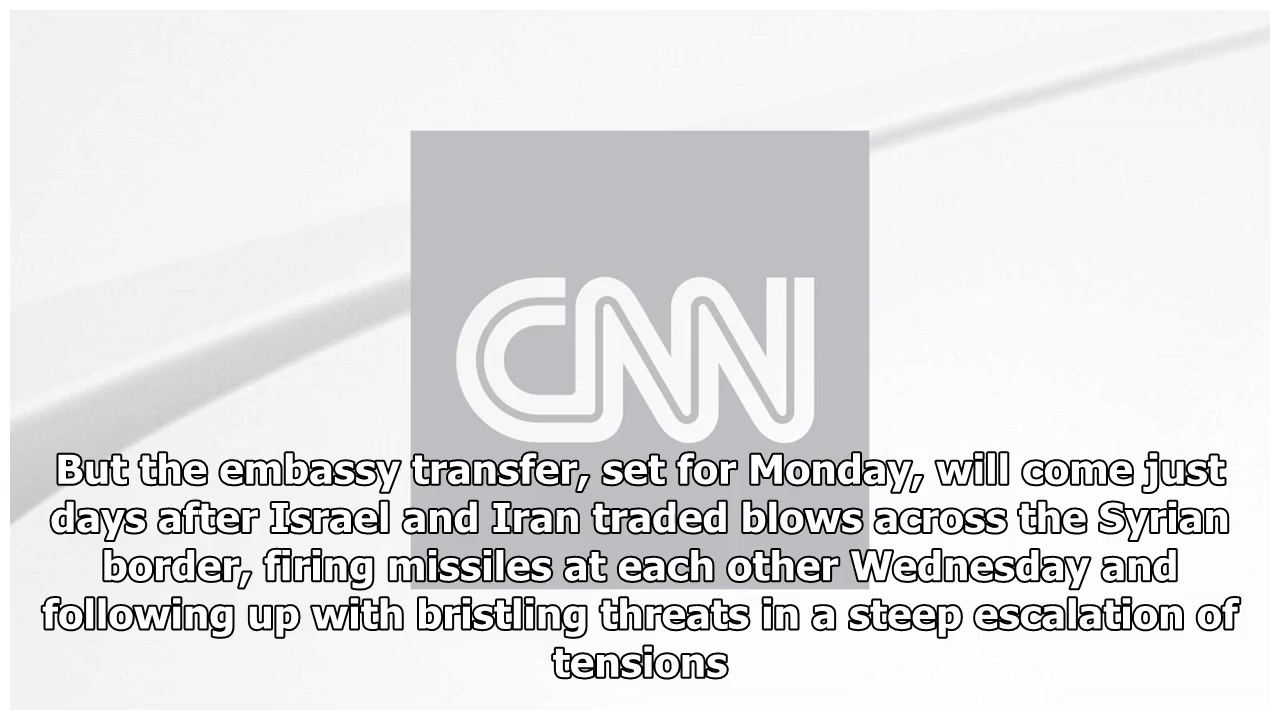 CNN
But the embassy transfer, set for Monday, will come just
days after Israel and Iran traded blows across the Syrian
border, firing missiles at each other Wednesday and
following up with bristling threats in a steep escalation of
tensions